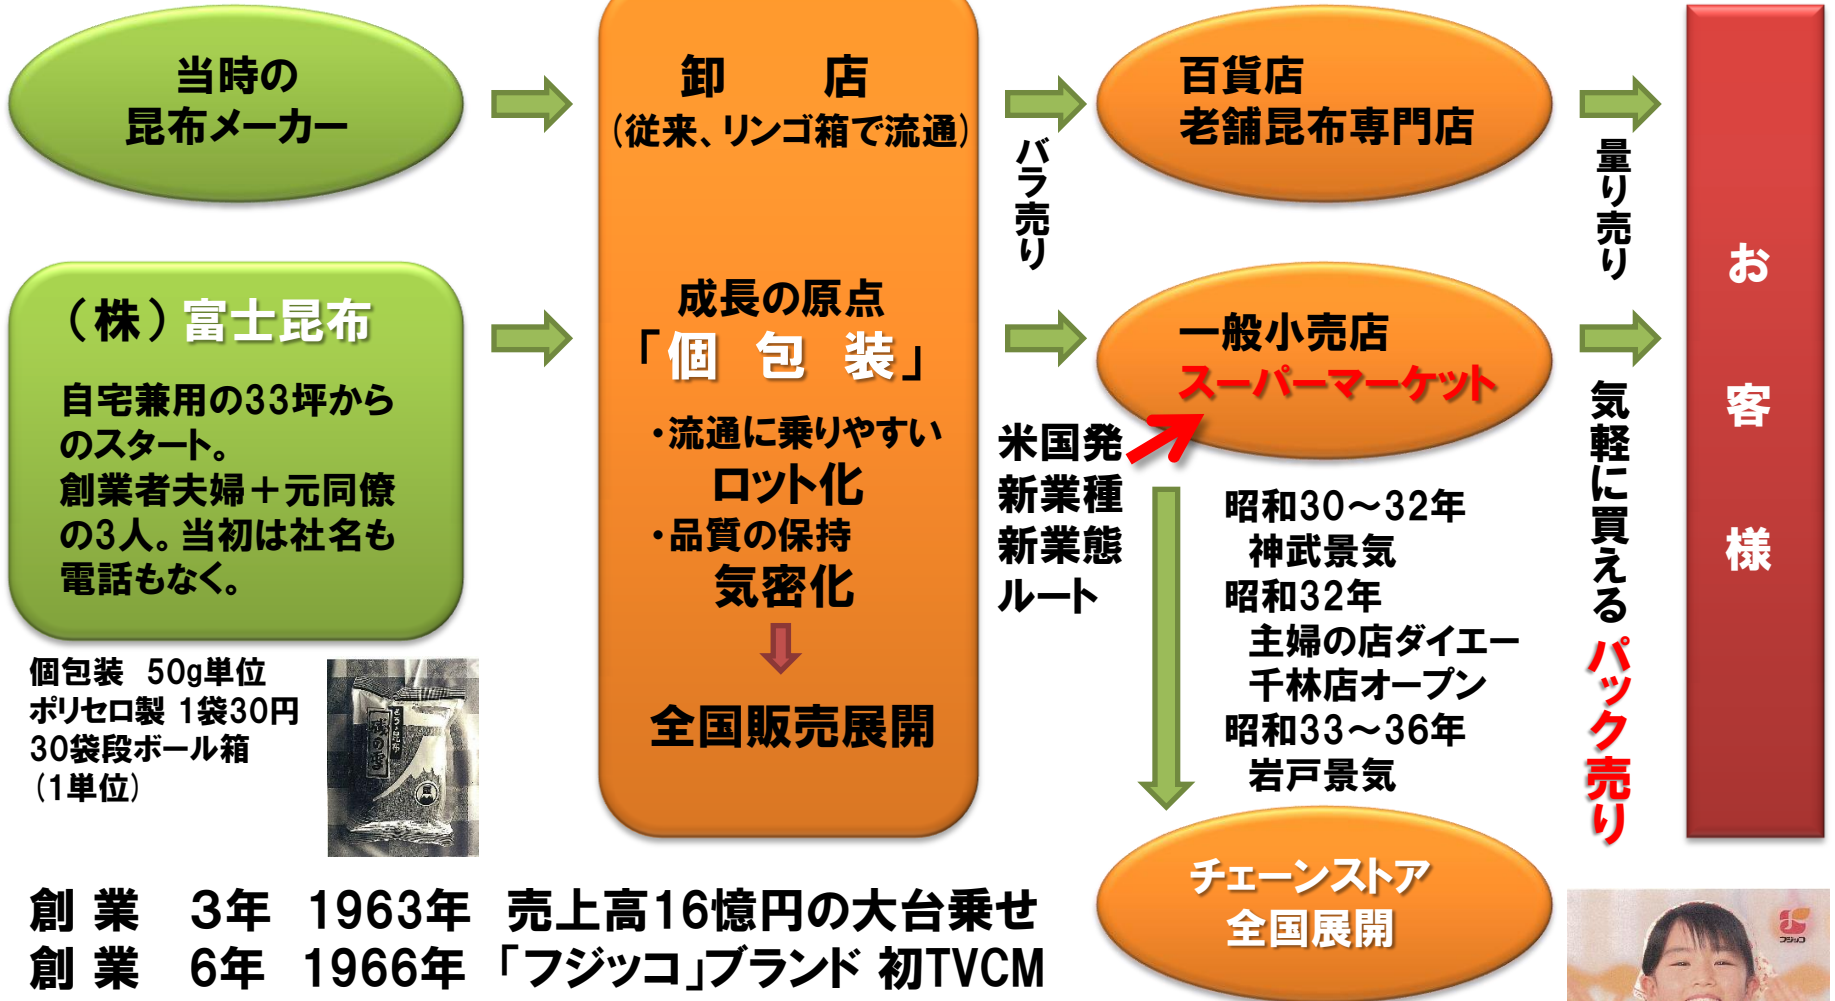 当時の
昆布メーカー
卸　店
(従来、リンゴ箱で流通)
バラ売り
百貨店
老舗昆布専門店
量り売り
お客様
（株）富士昆布
自宅兼用の33坪から
のスタート。
創業者夫婦＋元同僚
の3人。当初は社名も
電話もなく。
成長の原点
「個 包 装」
・流通に乗りやすい
ロット化
・品質の保持
気密化
全国販売展開
一般小売店
スーパーマーケット
米国発
新業種
新業態
ルート
気軽に買えるパック売り
昭和30～32年
神武景気
昭和32年
主婦の店ダイエー
千林店オープン
昭和33～36年
岩戸景気
チェーンストア
全国展開
個包装 50g単位
ポリセロ製 1袋30円
30袋段ボール箱
(1単位)
とろろ昆布
磯の雪
創 業 3年 1963年 売上高16億円の大台乗せ
創 業 6年 1966年 「フジッコ」ブランド 初TVCM
フジッコ